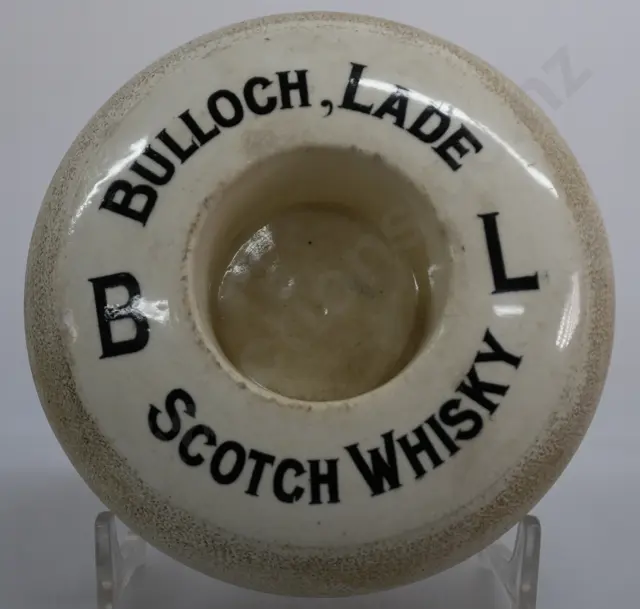 BULLOCH, LADE
B L
SCOTCH WHISKY